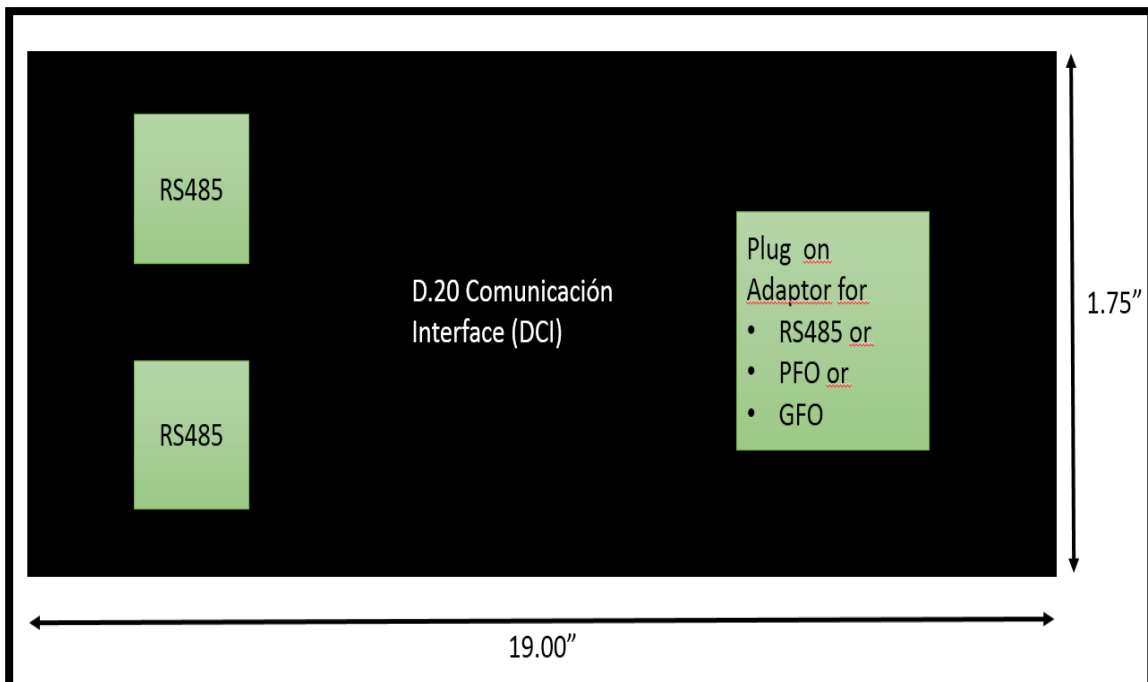 RS485
RS485
D.20 Comunicación
Interface (DCI)
Plug on
Adaptor for
• RS485 or
• PFO or
• GFO
1.75”
19.00”